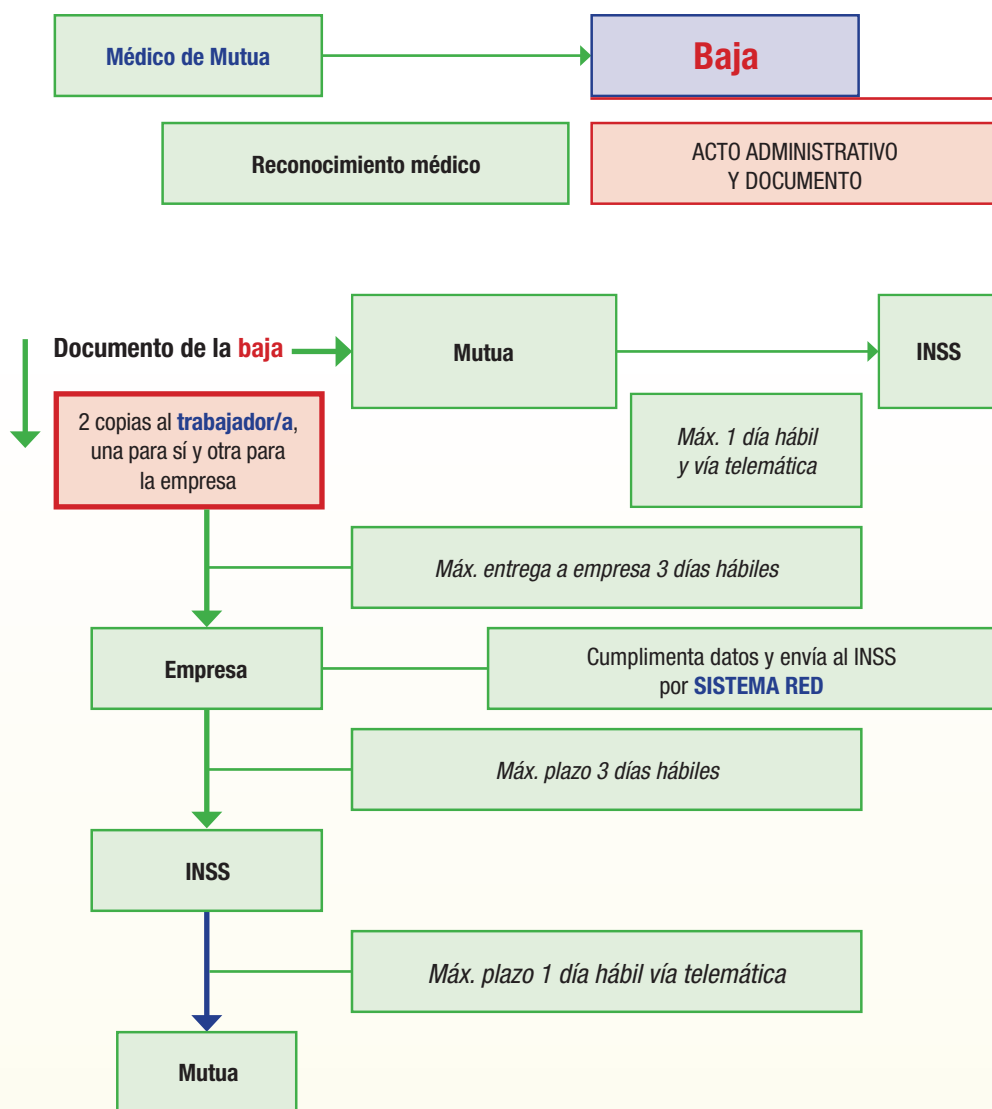 Médico de Mutua
Baja
Reconocimiento médico
ACTO ADMINISTRATIVO
Y DOCUMENTO
Documento de la baja
Mutua
INSS
2 copias al trabajador/a,
una para sí y otra para
la empresa
Máx. 1 día hábil
y vía telemática
Máx. entrega a empresa 3 días hábiles
Empresa
Cumplimenta datos y envía al INSS
por SISTEMA RED
Máx. plazo 3 días hábiles
INSS
Máx. plazo 1 día hábil vía telemática
Mutua